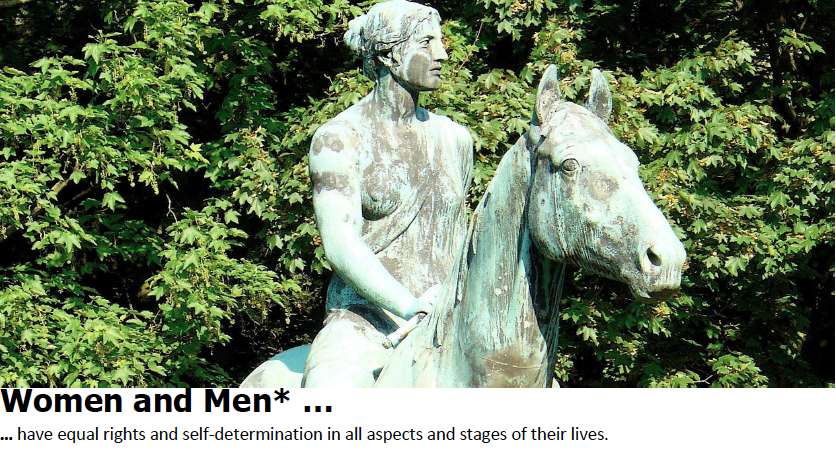 Women and Men* ...
... have equal rights and self-determination in all aspects and stages of their lives.